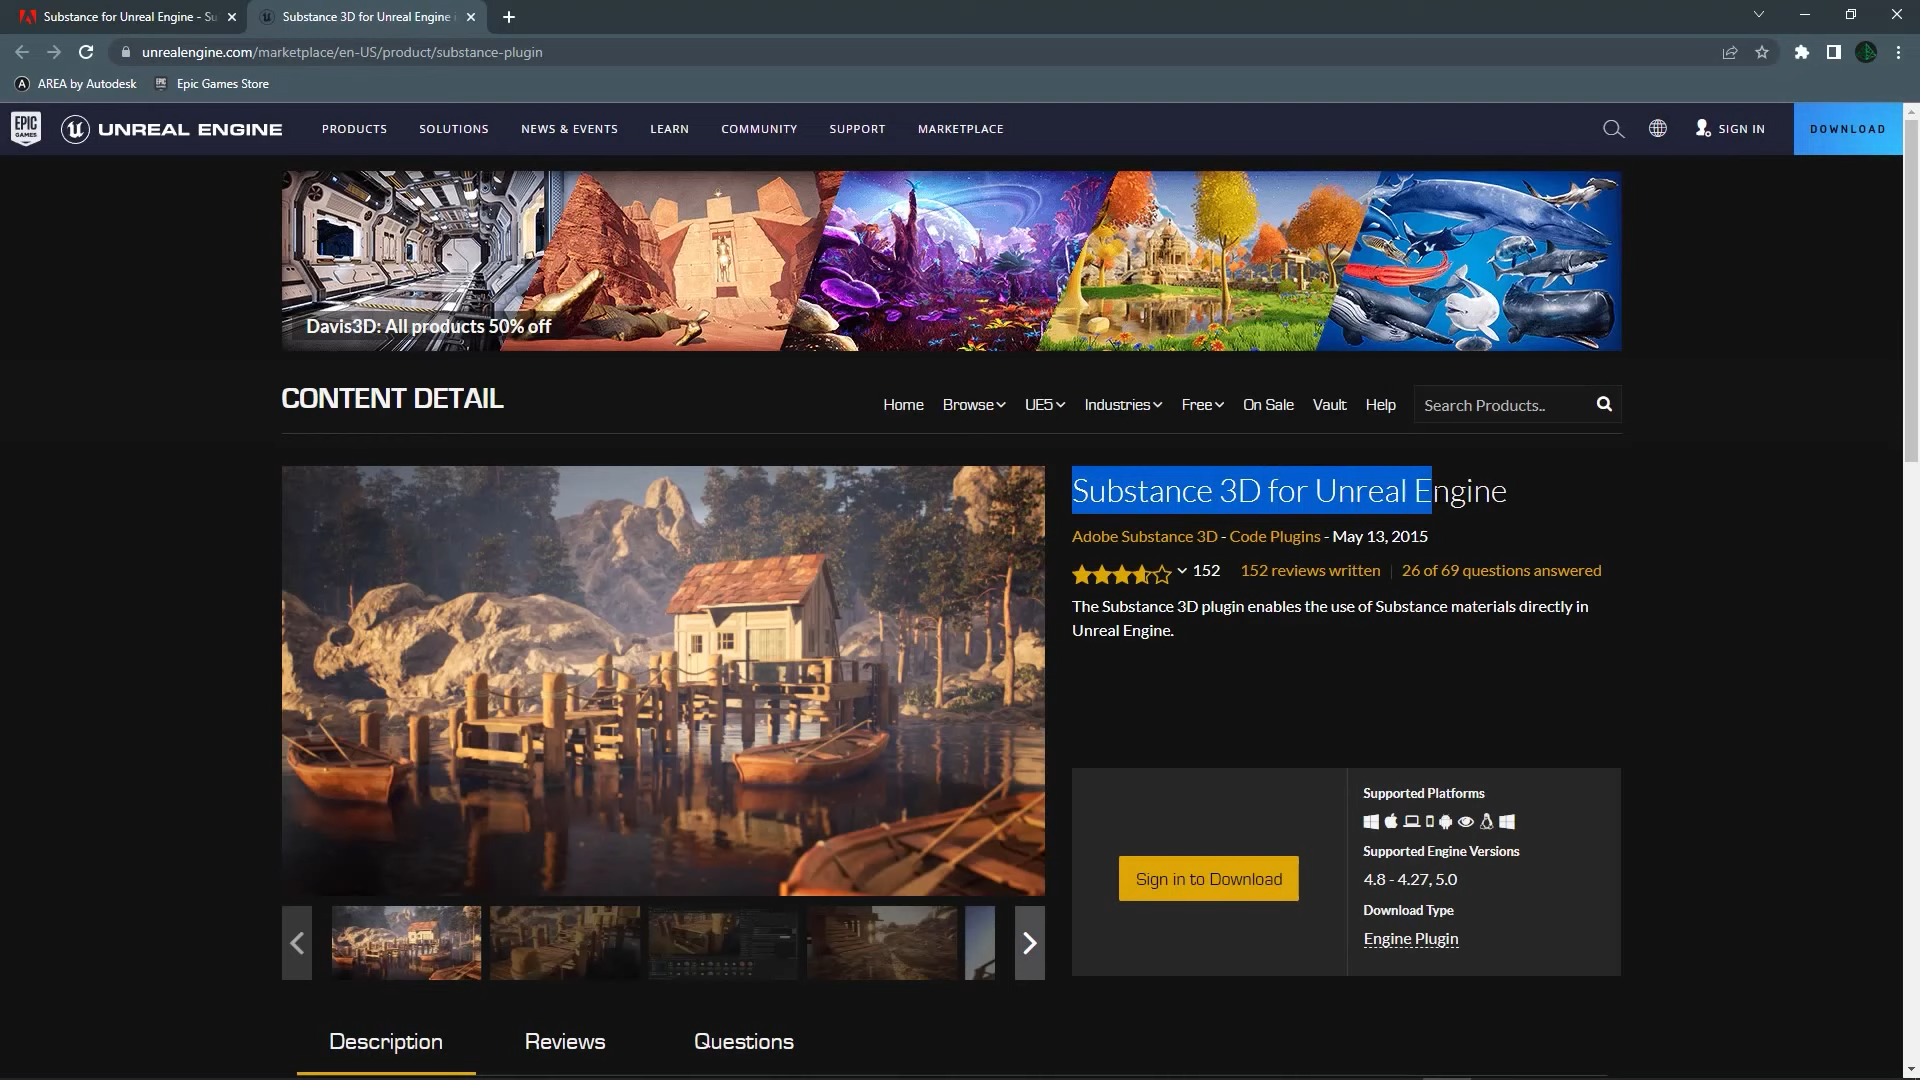 Substance for Unreal Engine - Su
Substance 3D for Unreal Engine i
unrealengine.com/marketplace/en-US/product/substance-plugin
A AREA by Autodesk
EPIC Epic Games Store
EPIC GAMES
UNREAL ENGINE
PRODUCTS
SOLUTIONS
NEWS & EVENTS
LEARN
COMMUNITY
SUPPORT
MARKETPLACE
SIGN IN
DOWNLOAD
Davis3D: All products 50% off
CONTENT DETAIL
Home
Browse
UE5
Industries
Free
On Sale
Vault
Help
Search Products..
Substance 3D for Unreal Engine
Adobe Substance 3D - Code Plugins - May 13, 2015
152
152 reviews written
26 of 69 questions answered
The Substance 3D plugin enables the use of Substance materials directly in
Unreal Engine.
Sign in to Download
Supported Platforms
Supported Engine Versions
4.8 - 4.27, 5.0
Download Type
Engine Plugin
Description
Reviews
Questions